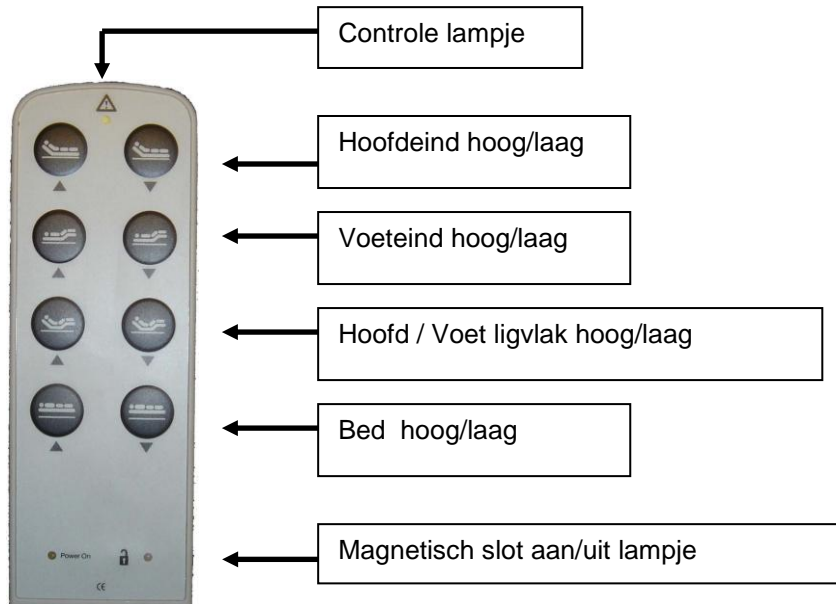 Controle lampje
Hoofdeind hoog/laag
Voeteind hoog/laag
Hoofd / Voet ligvlak hoog/laag
Bed  hoog/laag
Power On
Magnetisch slot aan/uit lampje
CE